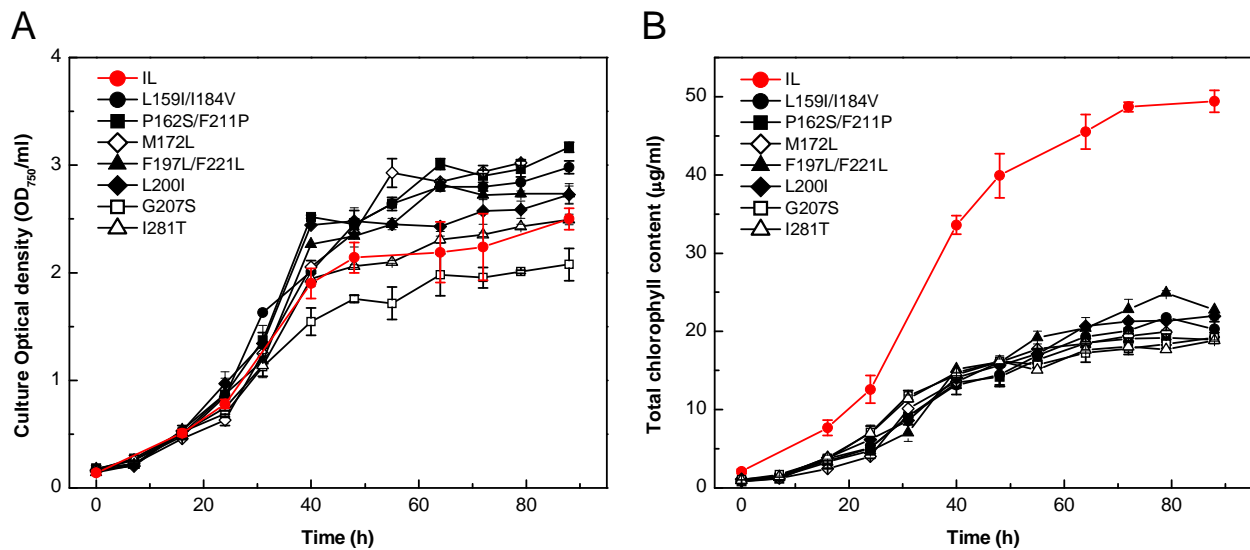 A
Culture Optical density (OD750/ml)
4
3
2
1
0
IL
L159I/I184V
P162S/F211P
M172L
F197L/F221L
L200I
G207S
I281T
0 20 40 60 80
Time (h)
B
Total chlorophyll content (μg/ml)
50
40
30
20
10
0
IL
L159I/I184V
P162S/F211P
M172L
F197L/F221L
L200I
G207S
I281T
0 20 40 60 80
Time (h)